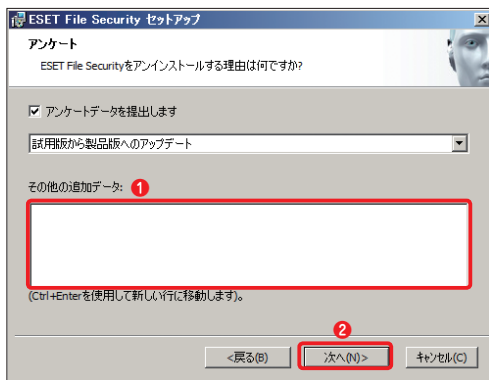 ESET File Security セットアップ
アンケート
ESET File Securityをアンインストールする理由は何ですか?
アンケートデータを提出します
試用版から製品版へのアップデート
その他の追加データ: 1
(Ctrl+Enterを使用して新しい行に移動します)。
2
<戻る(B) 次へ(N)> キャンセル(C)